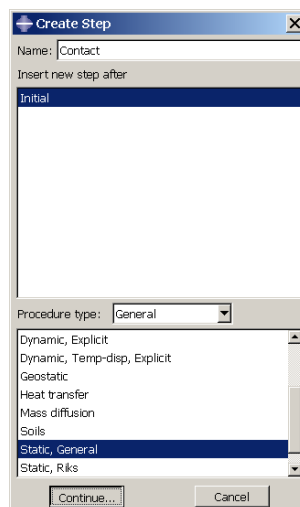 Create Step
Name: Contact
Insert new step after
Initial
Procedure type: General
Dynamic, Explicit
Dynamic, Temp-disp, Explicit
Geostatic
Heat transfer
Mass diffusion
Soils
Static, General
Static, Riks
Continue... Cancel